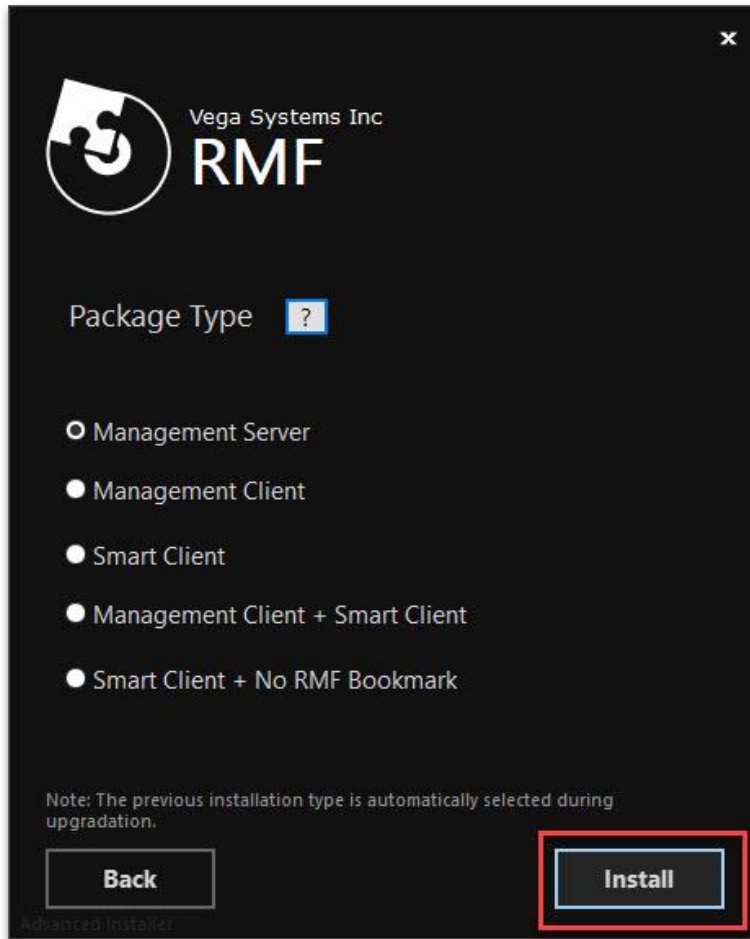 x
Vega Systems Inc
RMF
Package Type ?
Management Server
Management Client
Smart Client
Management Client + Smart Client
Smart Client + No RMF Bookmark
Note: The previous installation type is automatically selected during
upgradation.
Back Install
Advanced Installer